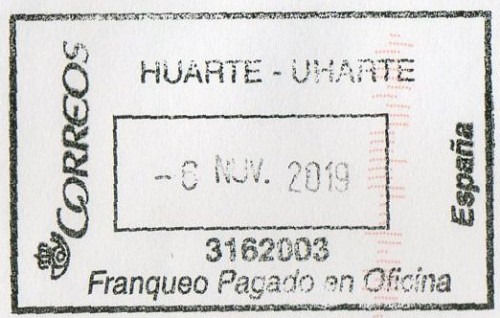 CORREOS
HUARTE - UHARTE
-6 NOV. 2019
España
3162003
Franqueo Pagado en Oficina